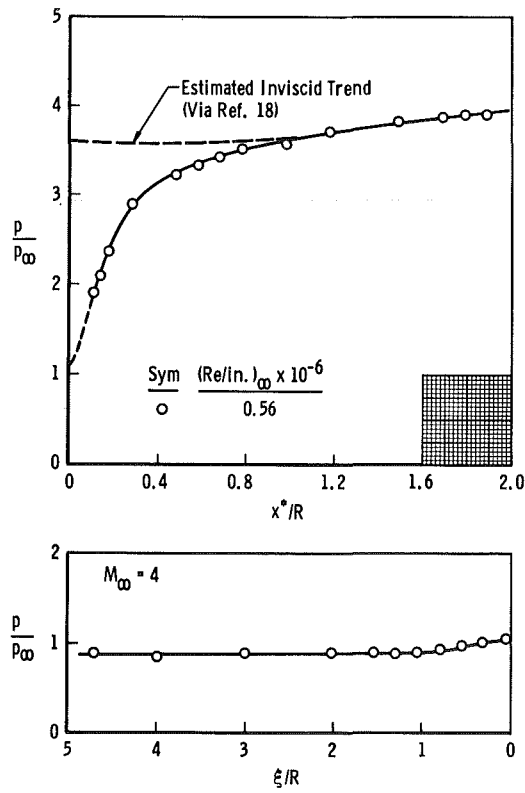 5
4
3
2
1
0
p
p∞
Estimated Inviscid Trend
(Via Ref. 18)
Sym (Re/in.)∞ x 10-6
0.56
0 0.4 0.8 1.2 1.6 2.0
x*/R
2
1
0
p
p∞
M∞ = 4
5 4 3 2 1 0
ξ/R